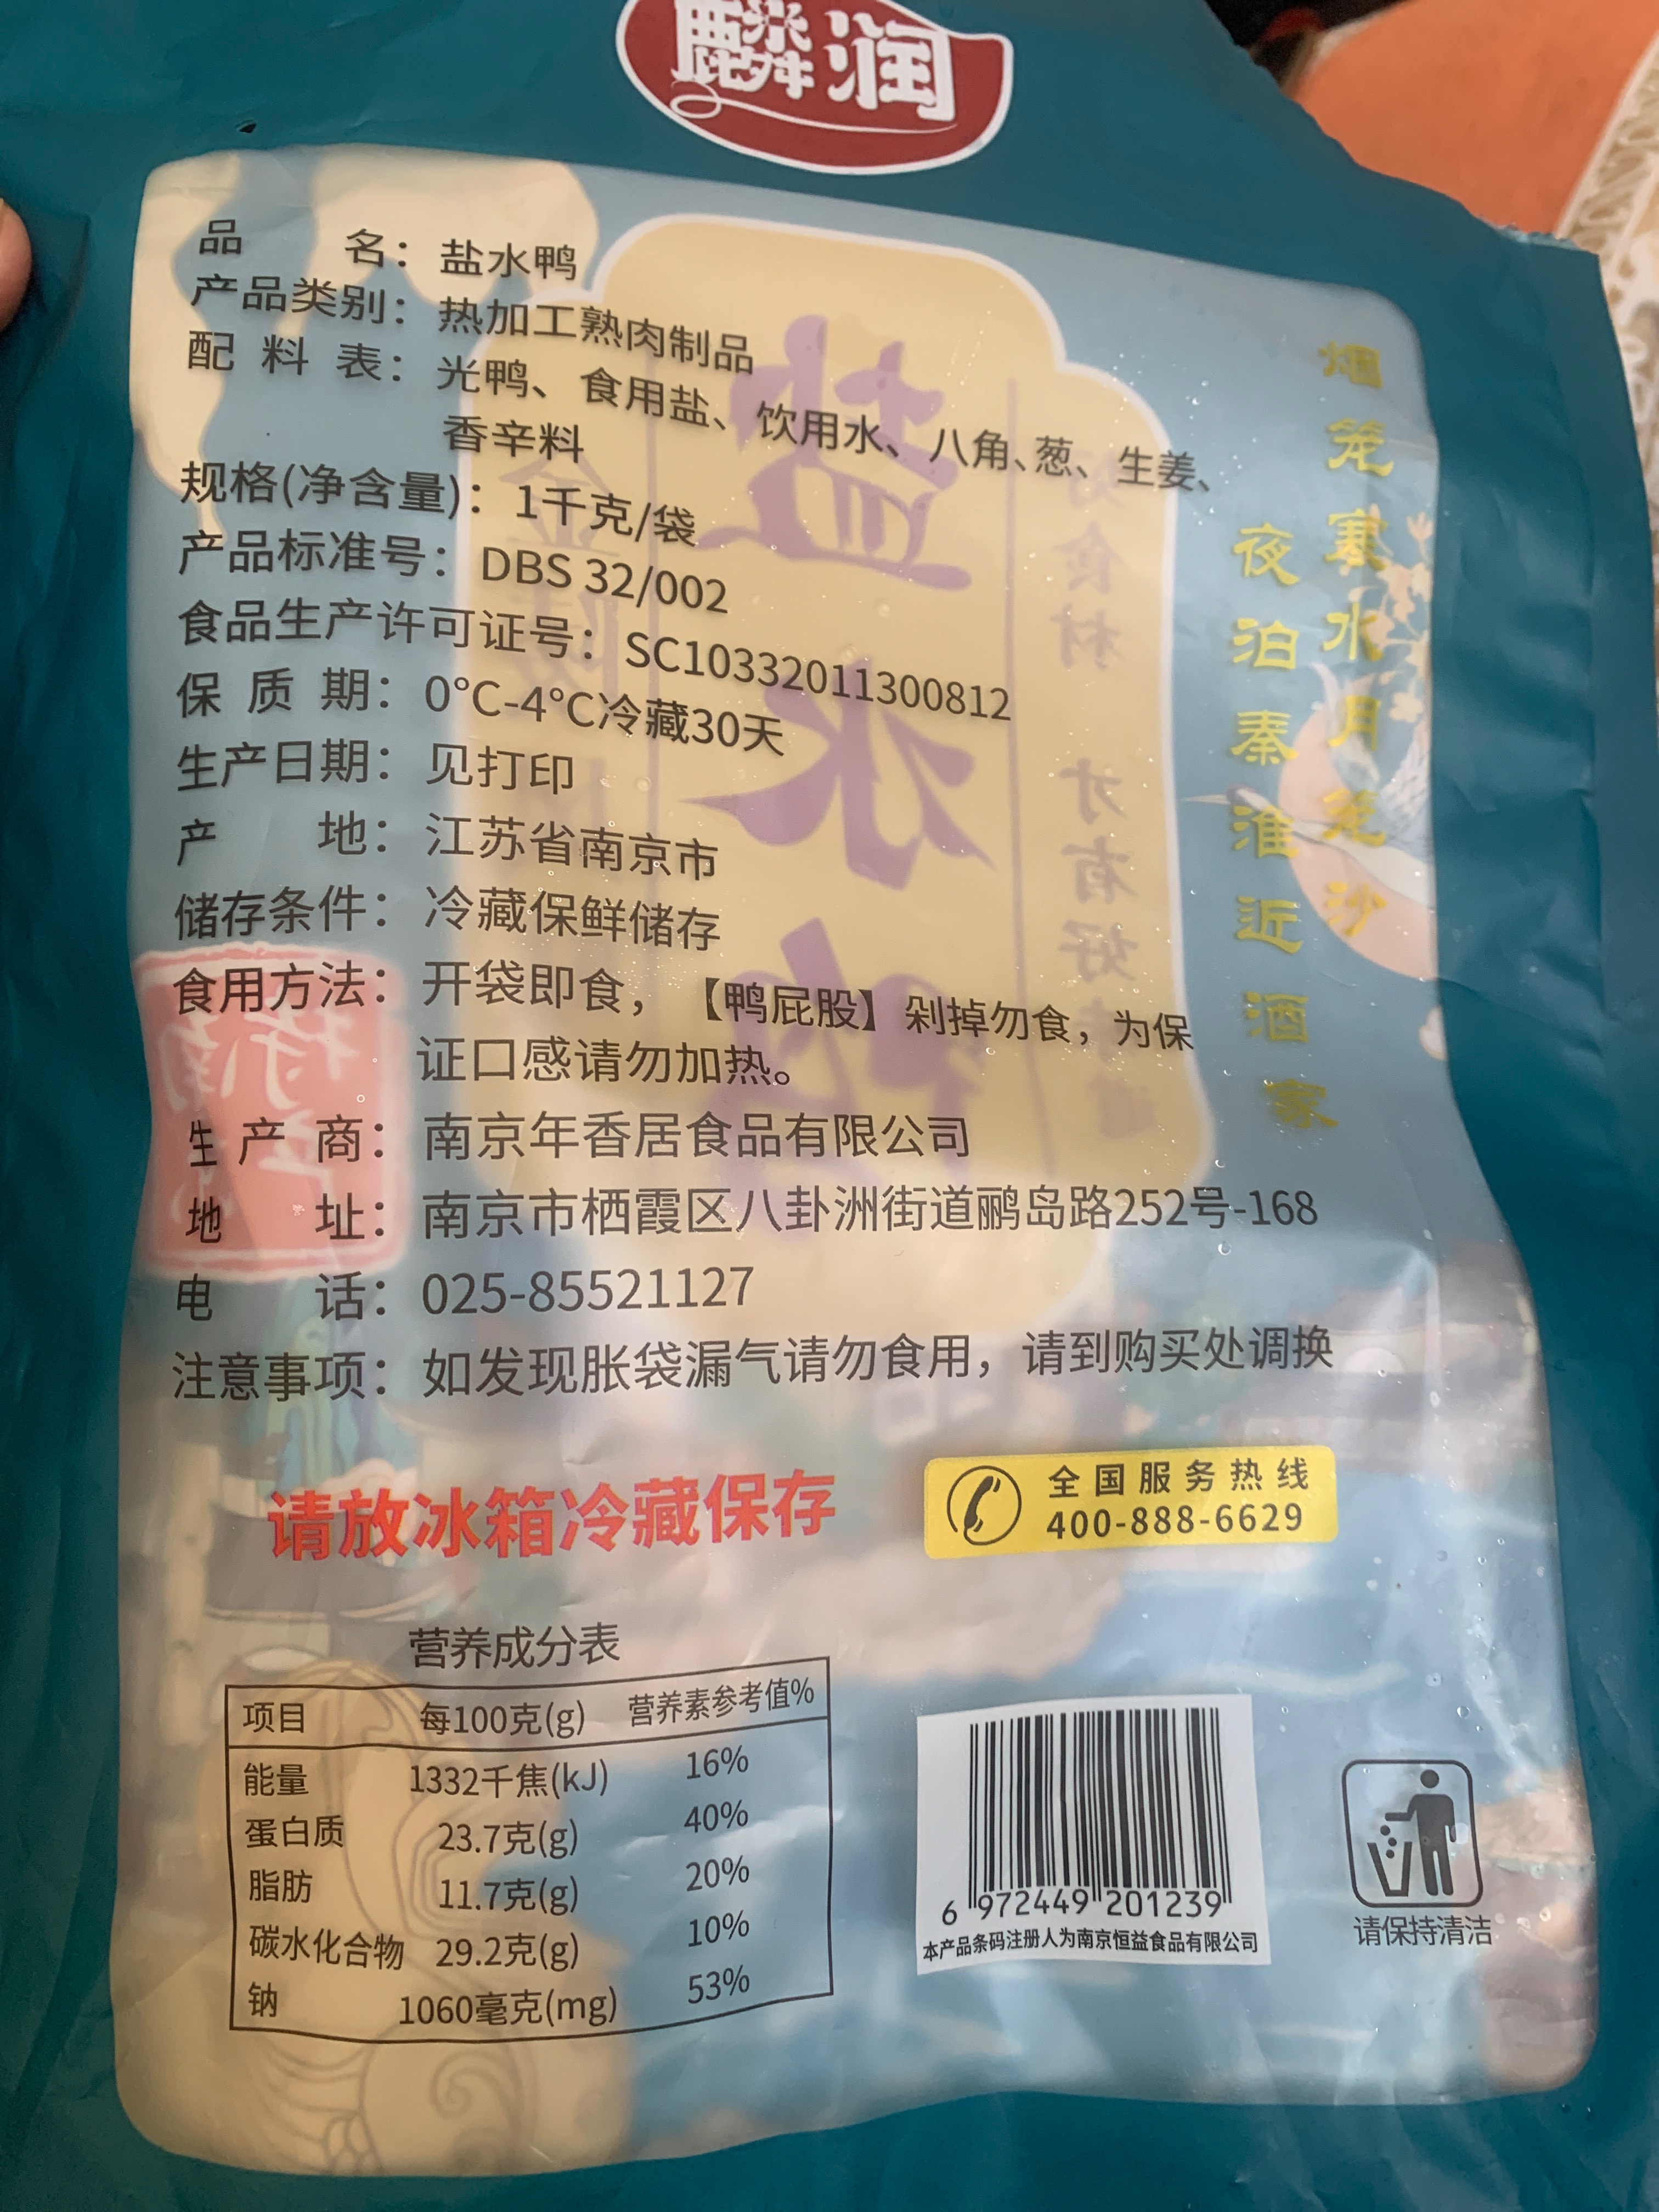 麟润
品 名：盐水鸭
产品类别：热加工熟肉制品
配 料 表：光鸭、食用盐、饮用水、八角、葱、生姜、
香辛料
规格(净含量)：1千克/袋
产品标准号：DBS 32/002
食品生产许可证号：SC10332011300812
保 质 期：0°C-4°C冷藏30天
生产日期：见打印
产 地：江苏省南京市
储存条件：冷藏保鲜储存
食用方法：开袋即食，【鸭屁股】剁掉勿食，为保
证口感请勿加热。
生 产 商：南京年香居食品有限公司
地 址：南京市栖霞区八卦洲街道鹂岛路252号-168
电 话：025-85521127
注意事项：如发现胀袋漏气请勿食用，请到购买处调换
烟笼寒水月笼沙
夜泊秦淮近酒家
盐水鸭
好食材 才有好味道
请放冰箱冷藏保存
全国服务热线
400-888-6629
营养成分表
项目 每100克(g) 营养素参考值%
能量 1332千焦(kJ) 16%
蛋白质 23.7克(g) 40%
脂肪 11.7克(g) 20%
碳水化合物 29.2克(g) 10%
钠 1060毫克(mg) 53%
6 972449 201239
本产品条码注册人为南京恒益食品有限公司
请保持清洁